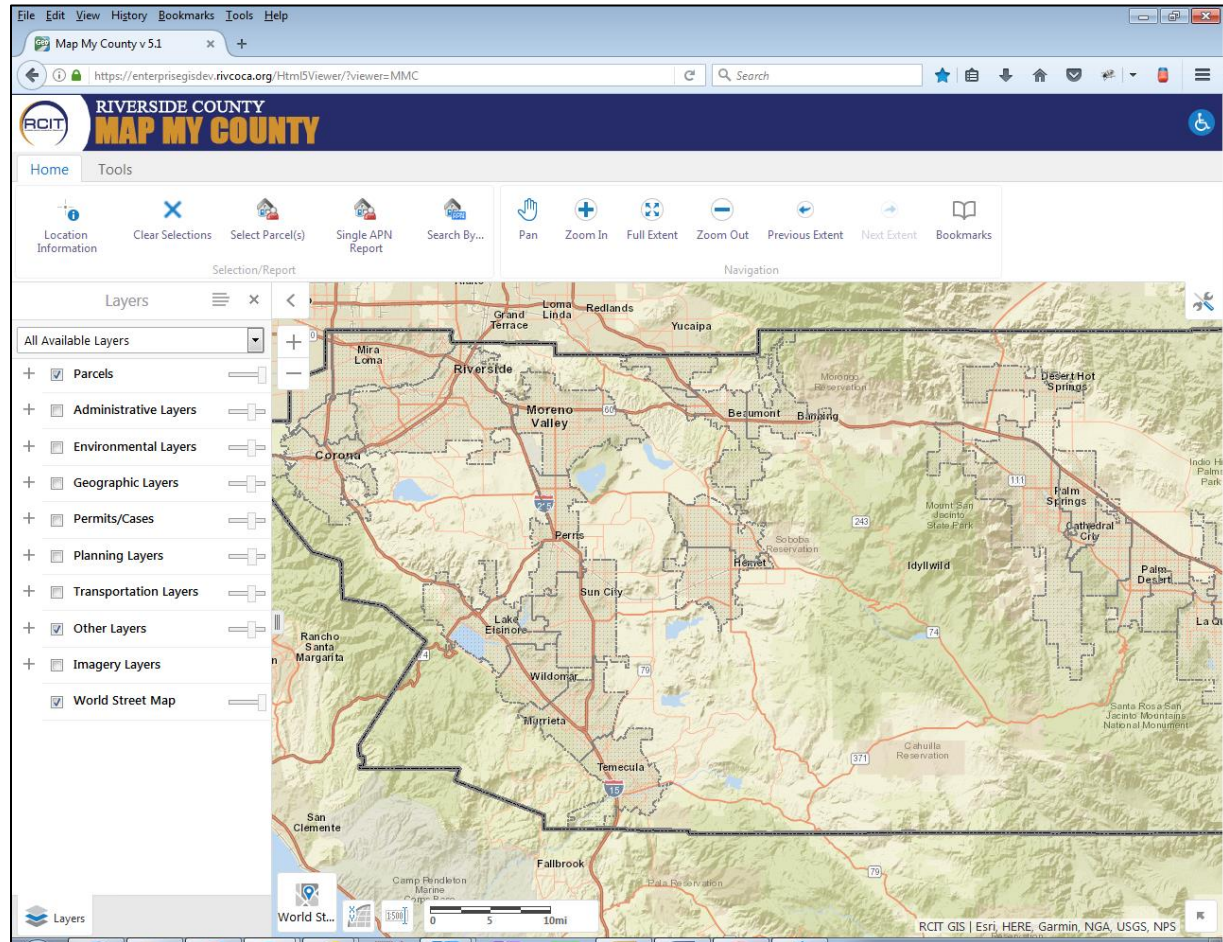 File Edit View History Bookmarks Tools Help
Map My County v 5.1
https://enterprisegisdev.rivcoca.org/Html5Viewer/?viewer=MMC
Search
RCIT
RIVERSIDE COUNTY
MAP MY COUNTY
Home Tools
Location Information
Clear Selections
Select Parcel(s)
Single APN Report
Search By...
Selection/Report
Pan
Zoom In
Full Extent
Zoom Out
Previous Extent
Next Extent
Bookmarks
Navigation
Layers
All Available Layers
Parcels
Administrative Layers
Environmental Layers
Geographic Layers
Permits/Cases
Planning Layers
Transportation Layers
Other Layers
Imagery Layers
World Street Map
Layers
Grand Terrace
Loma Linda
Redlands
Yucaipa
Mira Loma
Riverside
Morongo Reservation
Desert Hot Springs
Moreno Valley
60
Beaumont
Banning
Corona
Indio
Palms
Park
111
Palm Springs
215
Mount San Jacinto State Park
Cathedral City
243
Perris
Soboba Reservation
Hemet
Idyllwild
Palm Desert
Sun City
Lake Elsinore
La
Rancho Santa Margarita
74
79
Wildomar
Santa Rosa San Jacinto Mountains National Monument
Murrieta
Cahuilla Reservation
371
Temecula
15
San Clemente
Fallbrook
79
Camp Pendleton Marine Corps Base
Pala Reservation
World St...
1500
0 5 10mi
RCIT GIS | Esri, HERE, Garmin, NGA, USGS, NPS